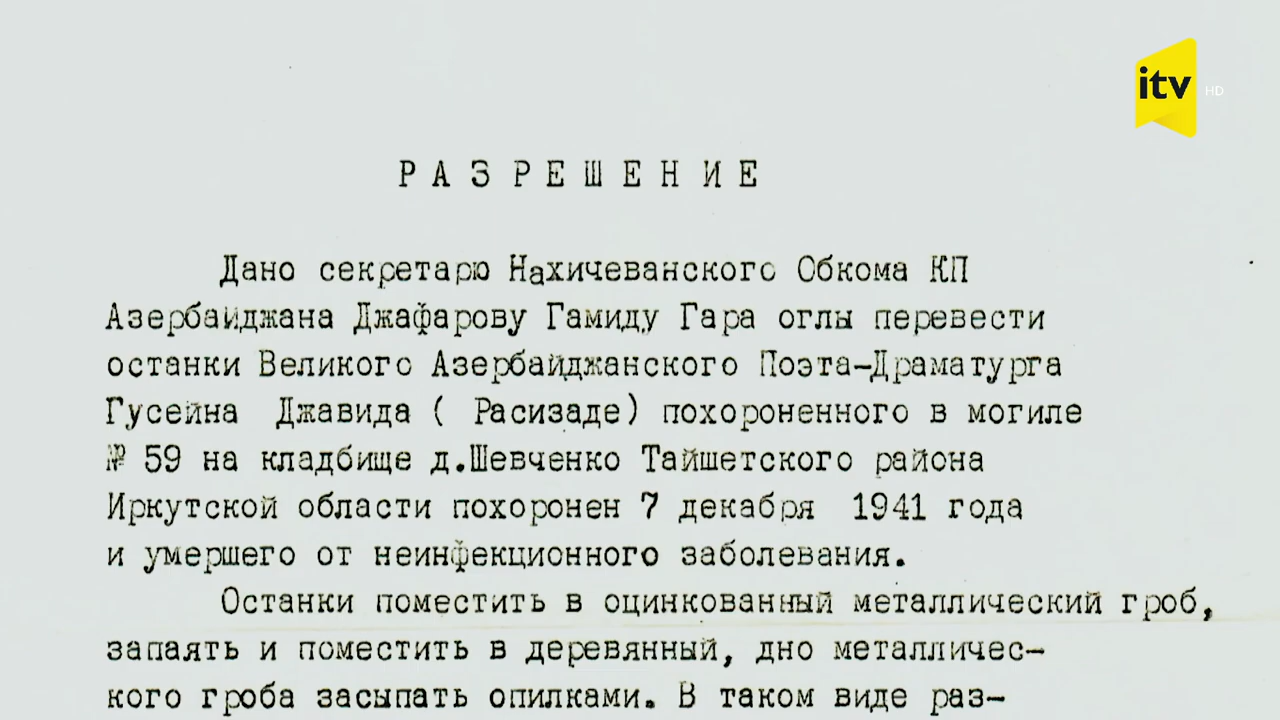 itv HD
Р А З Р Е Ш Е Н И Е
Дано секретарю Нахичеванского Обкома КП
Азербайджана Джафарову Гамиду Гара оглы перевести
останки Великого Азербайджанского Поэта-Драматурга
Гусейна Джавида ( Расизаде) похороненного в могиле
№ 59 на кладбище д.Шевченко Тайшетского района
Иркутской области похоронен 7 декабря 1941 года
и умершего от неинфекционного заболевания.
Останки поместить в оцинкованный металлический гроб,
запаять и поместить в деревянный, дно металличес-
кого гроба засыпать опилками. В таком виде раз-